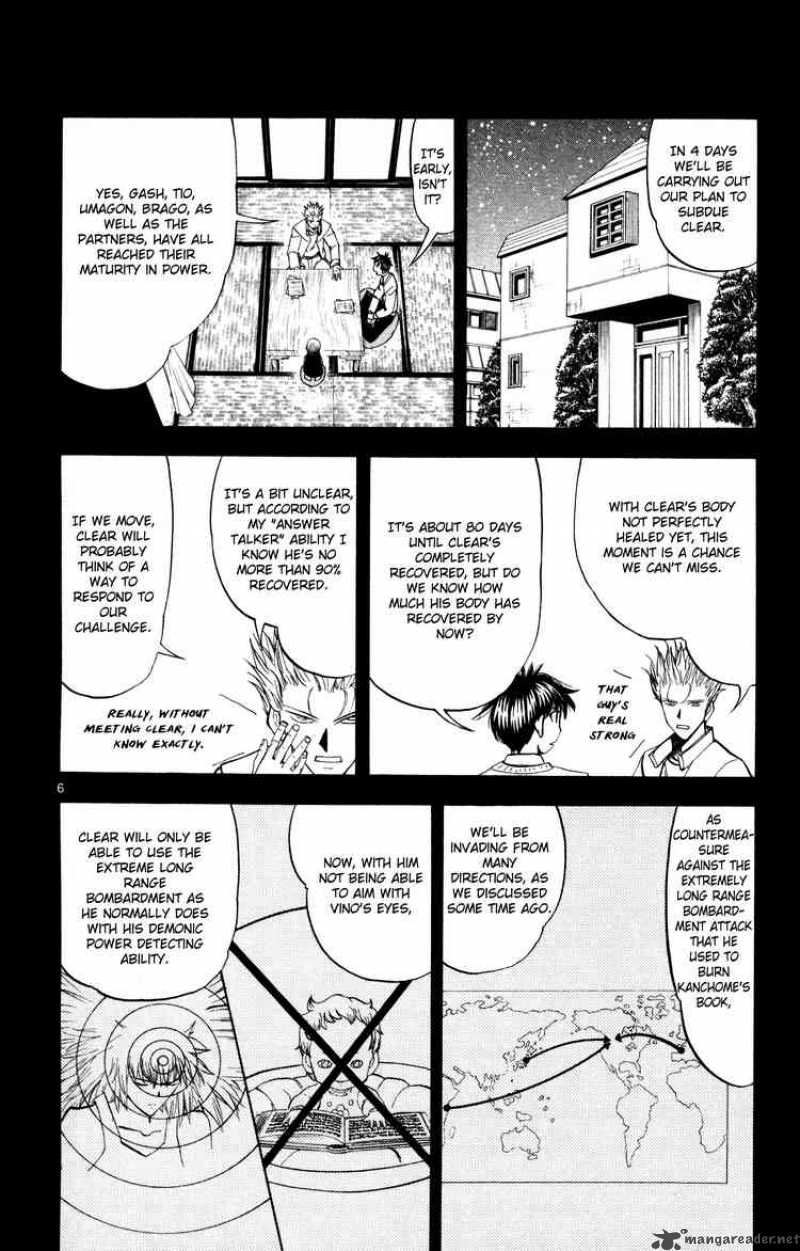 IN 4 DAYS
WE'LL BE
CARRYING OUT
OUR PLAN TO
SUBDUE
CLEAR.
IT'S
EARLY,
ISN'T
IT?
YES, GASH, TIO,
UMAGON, BRAGO, AS
WELL AS THE
PARTNERS, HAVE ALL
REACHED THEIR
MATURITY IN POWER.
WITH CLEAR'S BODY
NOT PERFECTLY
HEALED YET, THIS
MOMENT IS A CHANCE
WE CAN'T MISS.
THAT
GUY'S
REAL
STRONG
IT'S ABOUT 80 DAYS
UNTIL CLEAR'S
COMPLETELY
RECOVERED, BUT DO
WE KNOW HOW
MUCH HIS BODY HAS
RECOVERED BY
NOW?
IT'S A BIT UNCLEAR,
BUT ACCORDING TO
MY "ANSWER
TALKER" ABILITY I
KNOW HE'S NO
MORE THAN 90%
RECOVERED.
IF WE MOVE,
CLEAR WILL
PROBABLY
THINK OF A
WAY TO
RESPOND TO
OUR
CHALLENGE.
REALLY, WITHOUT
MEETING CLEAR, I CAN'T
KNOW EXACTLY.
6
AS
COUNTERMEA-
SURE
AGAINST THE
EXTREMELY
LONG RANGE
BOMBARD-
MENT ATTACK
THAT HE
USED TO
BURN
KANCHOME'S
BOOK,
WE'LL BE
INVADING FROM
MANY
DIRECTIONS, AS
WE DISCUSSED
SOME TIME AGO.
NOW, WITH HIM
NOT BEING ABLE
TO AIM WITH
VINO'S EYES,
CLEAR WILL ONLY BE
ABLE TO USE THE
EXTREME LONG
RANGE
BOMBARDMENT AS
HE NORMALLY DOES
WITH HIS DEMONIC
POWER DETECTING
ABILITY.
mangareader.net